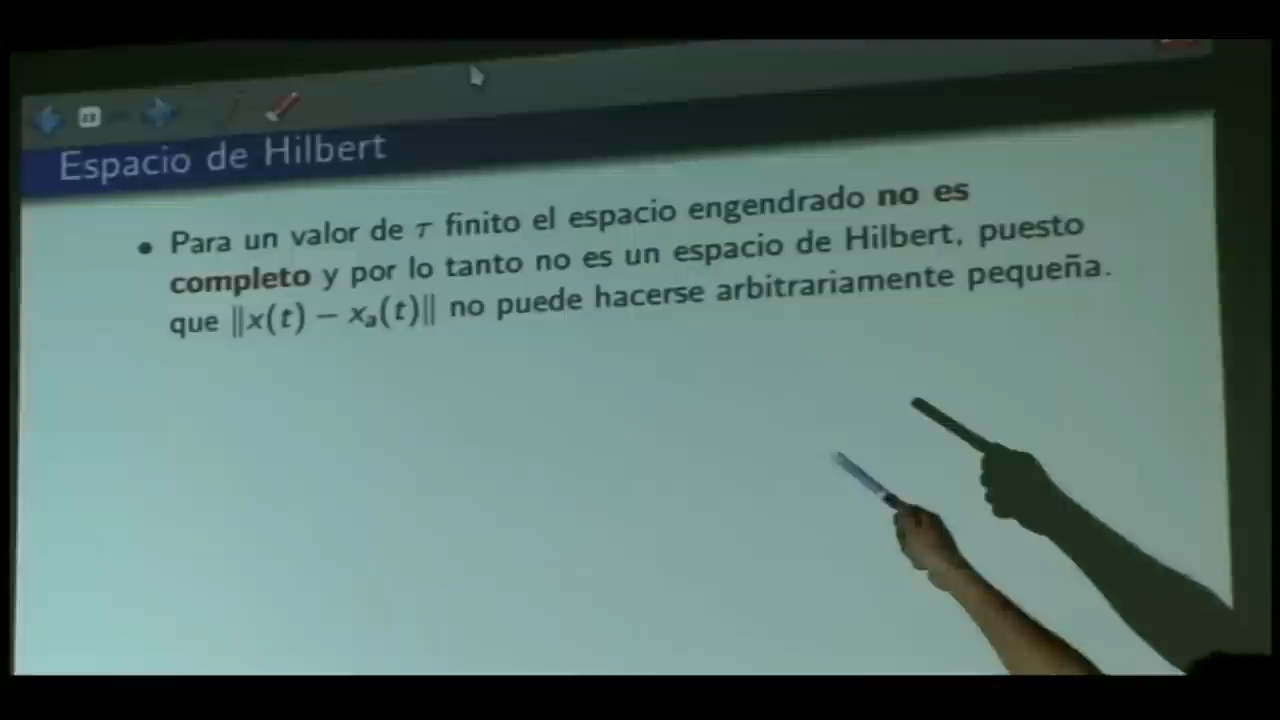 Espacio de Hilbert
• Para un valor de τ finito el espacio engendrado no es
completo y por lo tanto no es un espacio de Hilbert, puesto
que ‖x(t) − xₐ(t)‖ no puede hacerse arbitrariamente pequeña.